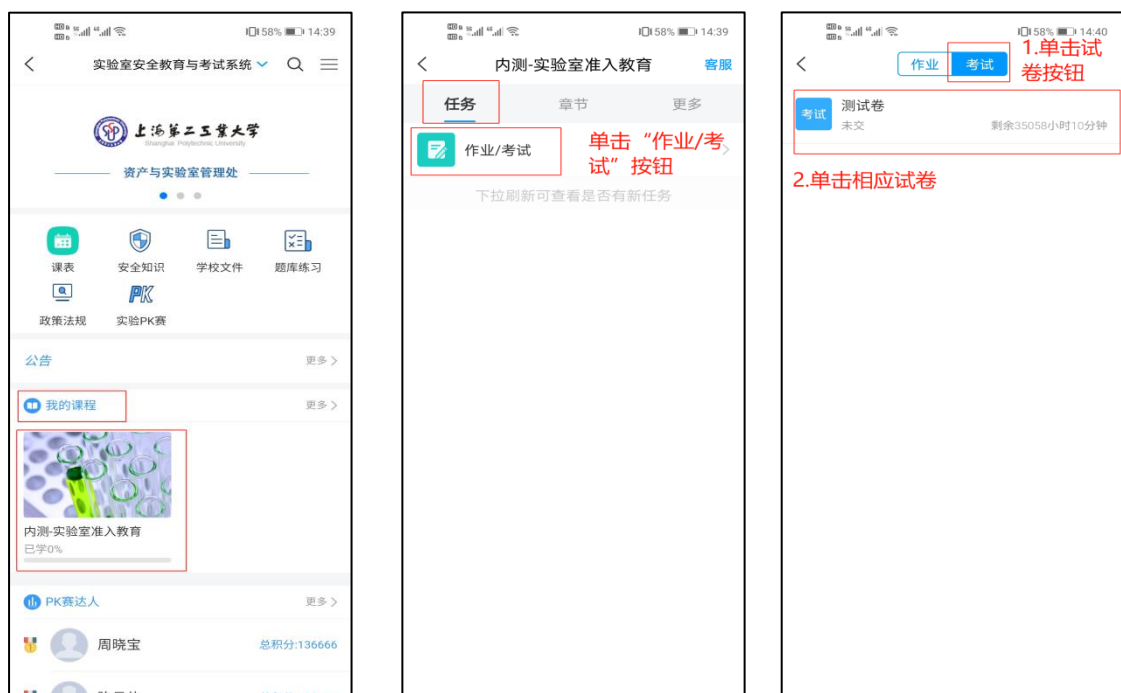 58% 14:39
实验室安全教育与考试系统
上海第二工业大学
Shanghai Polytechnic University
资产与实验室管理处
课表 安全知识 学校文件 题库练习
政策法规 实验PK赛
公告 更多
我的课程 更多
内测-实验室准入教育
已学0%
PK赛达人 更多
周晓宝 总积分:136666
58% 14:39
内测-实验室准入教育 客服
任务 章节 更多
作业/考试
单击“作业/考
试”按钮
下拉刷新可查看是否有新任务
58% 14:40
作业 考试
1.单击试
卷按钮
考试 测试卷
未交 剩余35058小时10分钟
2.单击相应试卷